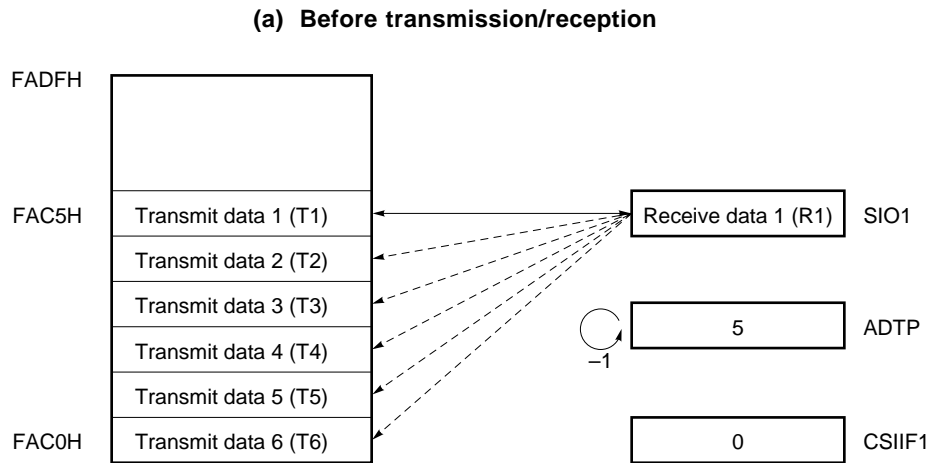 (a) Before transmission/reception
FADFH
FAC5H
Transmit data 1 (T1)
Receive data 1 (R1)
SIO1
Transmit data 2 (T2)
Transmit data 3 (T3)
5
ADTP
Transmit data 4 (T4)
–1
Transmit data 5 (T5)
FAC0H
Transmit data 6 (T6)
0
CSIIF1